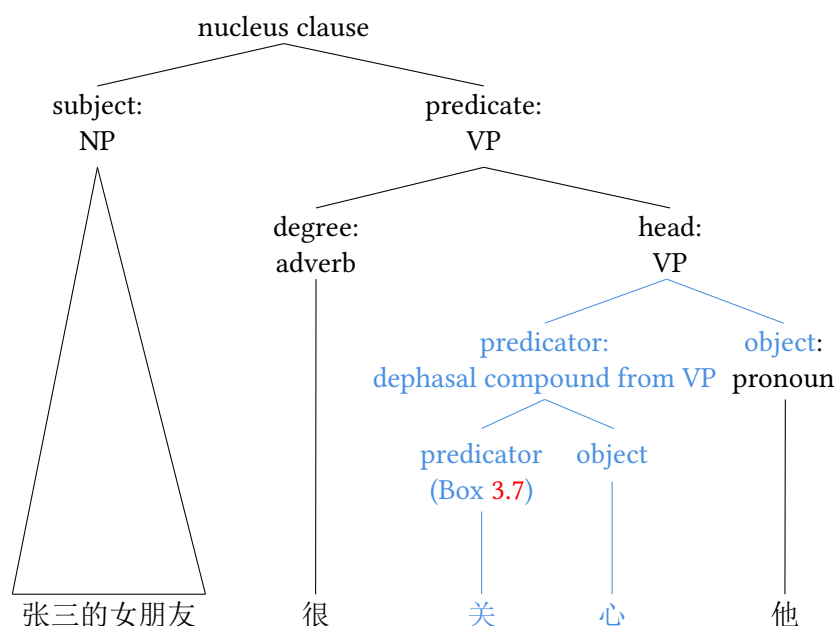 nucleus clause
subject: predicate:
NP VP
degree: head:
adverb VP
predicator: object:
dephasal compound from VP pronoun
predicator object
(Box 3.7)
张三的女朋友 很 关 心 他